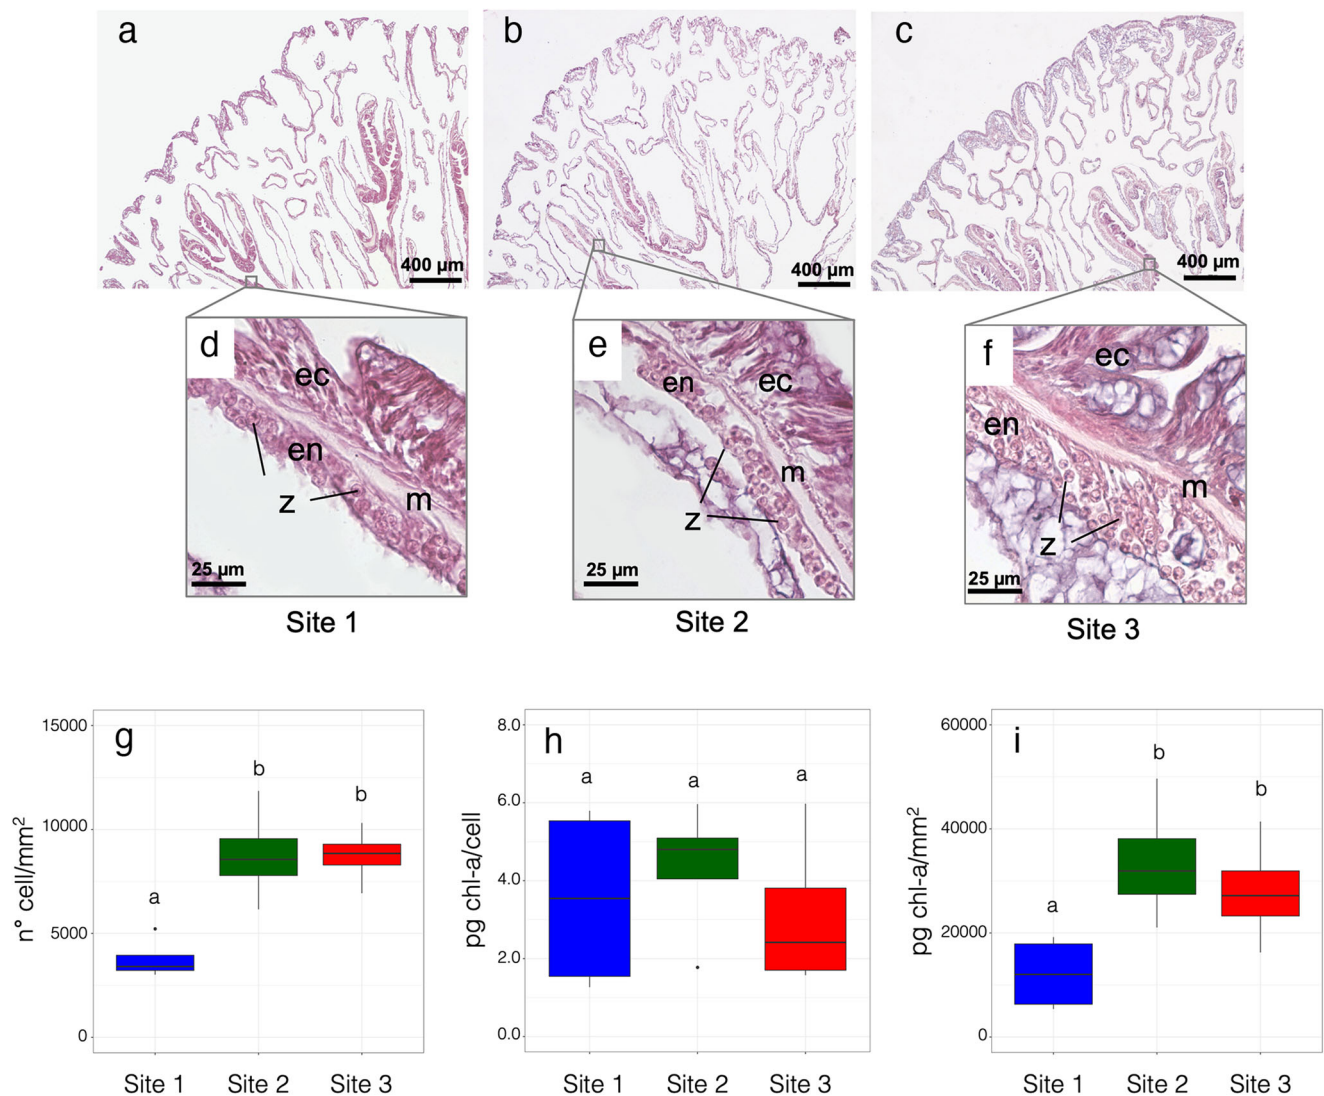 a
b
c
400 µm
400 µm
400 µm
d
ec
en
z
m
25 µm
e
en
ec
m
z
25 µm
f
ec
en
m
z
25 µm
Site 1
Site 2
Site 3
g
n° cell/mm²
15000
10000
5000
0
a
b
b
Site 1
Site 2
Site 3
h
pg chl-a/cell
8.0
6.0
4.0
2.0
0.0
a
a
a
Site 1
Site 2
Site 3
i
pg chl-a/mm²
60000
40000
20000
0
a
b
b
Site 1
Site 2
Site 3